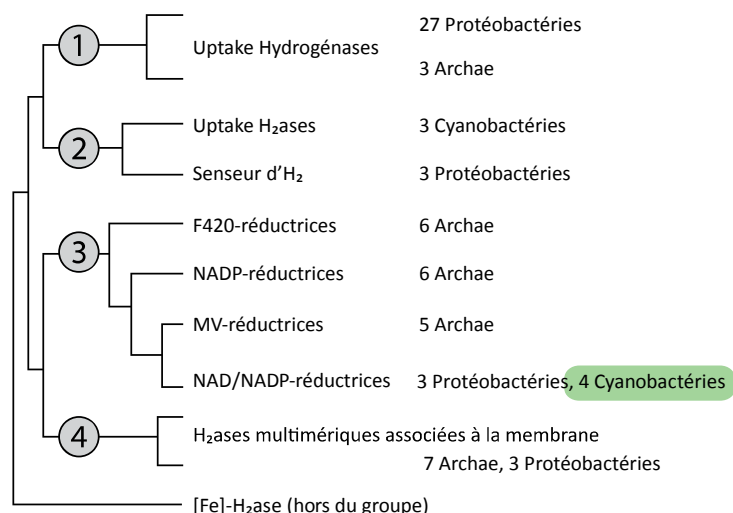 1
Uptake Hydrogénases
27 Protéobactéries
3 Archae
2
Uptake H₂ases 3 Cyanobactéries
Senseur d’H₂ 3 Protéobactéries
3
F420-réductrices 6 Archae
NADP-réductrices 6 Archae
MV-réductrices 5 Archae
NAD/NADP-réductrices 3 Protéobactéries, 4 Cyanobactéries
4
H₂ases multimériques associées à la membrane
7 Archae, 3 Protéobactéries
[Fe]-H₂ase (hors du groupe)